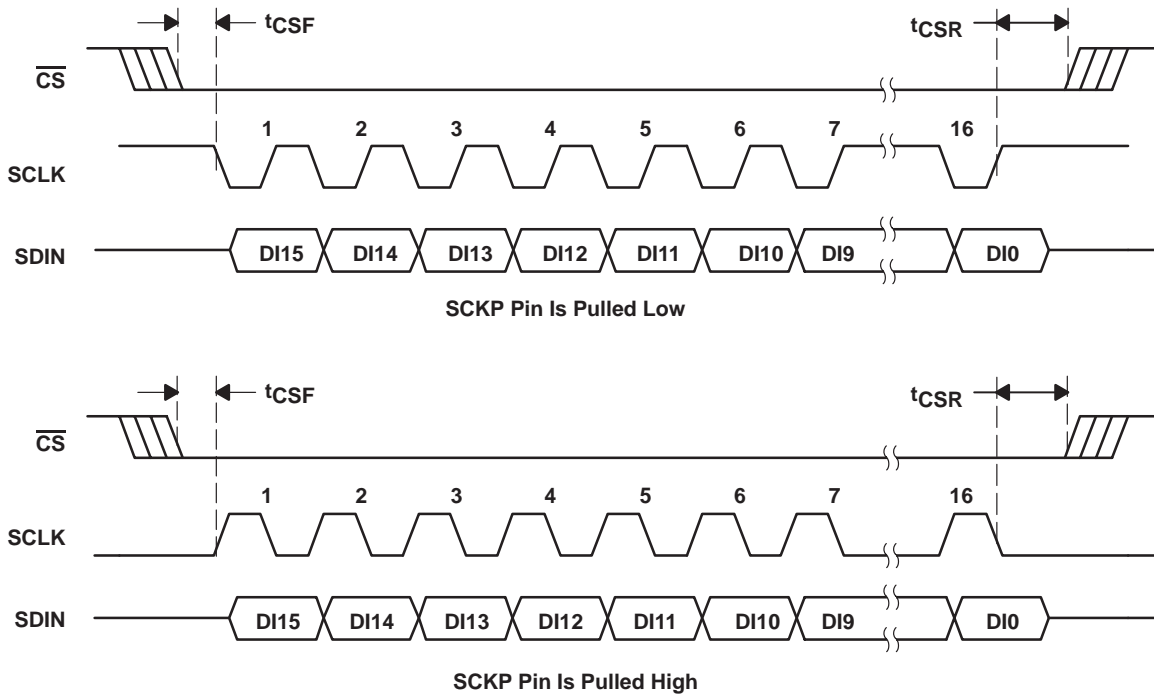 tCSF tCSR
CS
1 2 3 4 5 6 7 16
SCLK
SDIN DI15 DI14 DI13 DI12 DI11 DI10 DI9 DI0
SCKP Pin Is Pulled Low
tCSF tCSR
CS
1 2 3 4 5 6 7 16
SCLK
SDIN DI15 DI14 DI13 DI12 DI11 DI10 DI9 DI0
SCKP Pin Is Pulled High